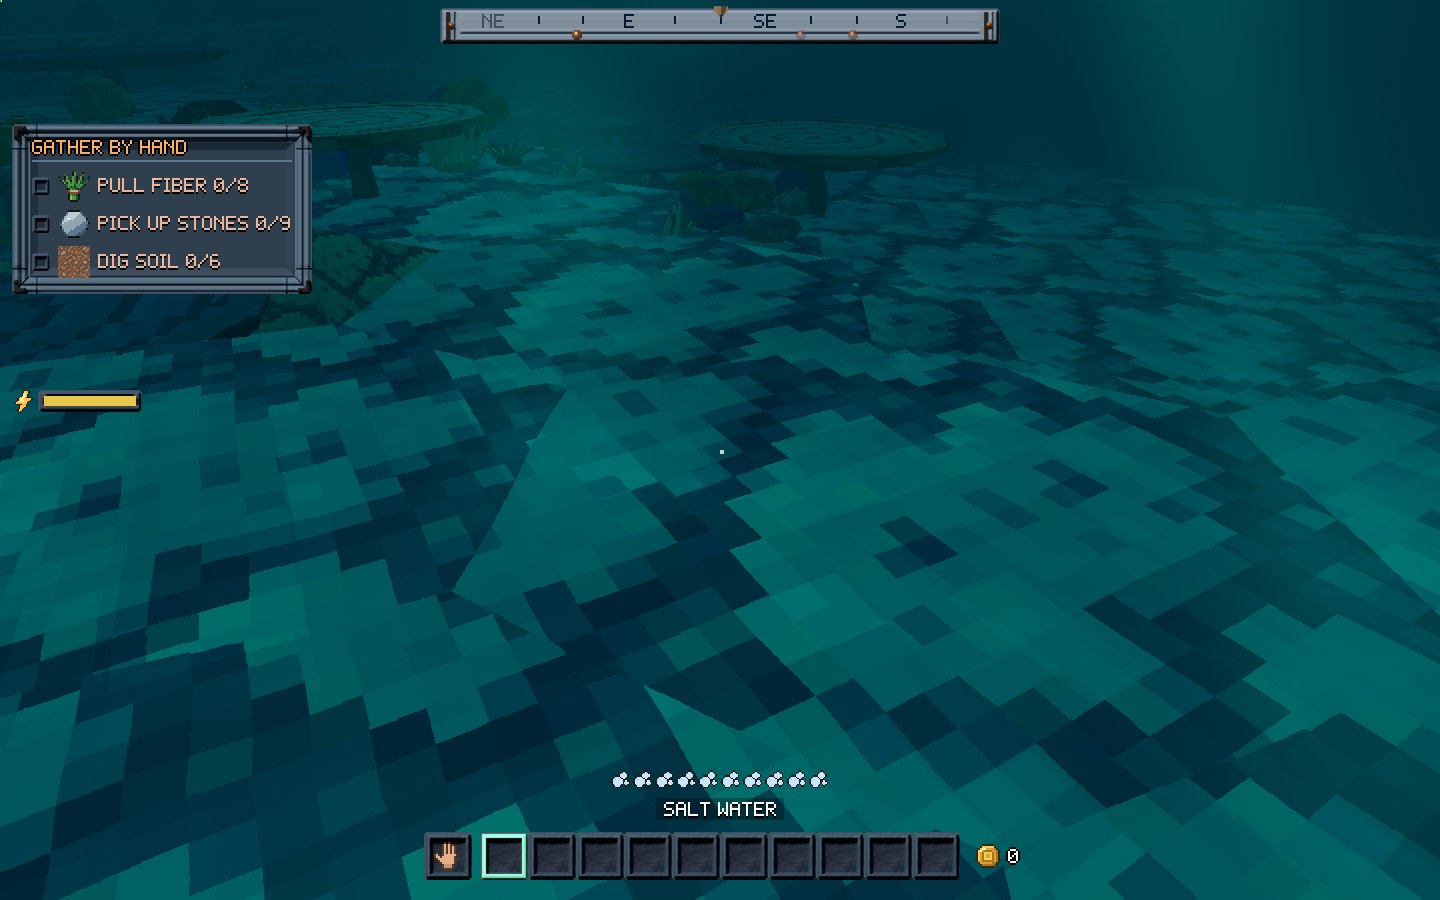 NE E SE S
GATHER BY HAND
PULL FIBER 0/8
PICK UP STONES 0/9
DIG SOIL 0/6
SALT WATER
0